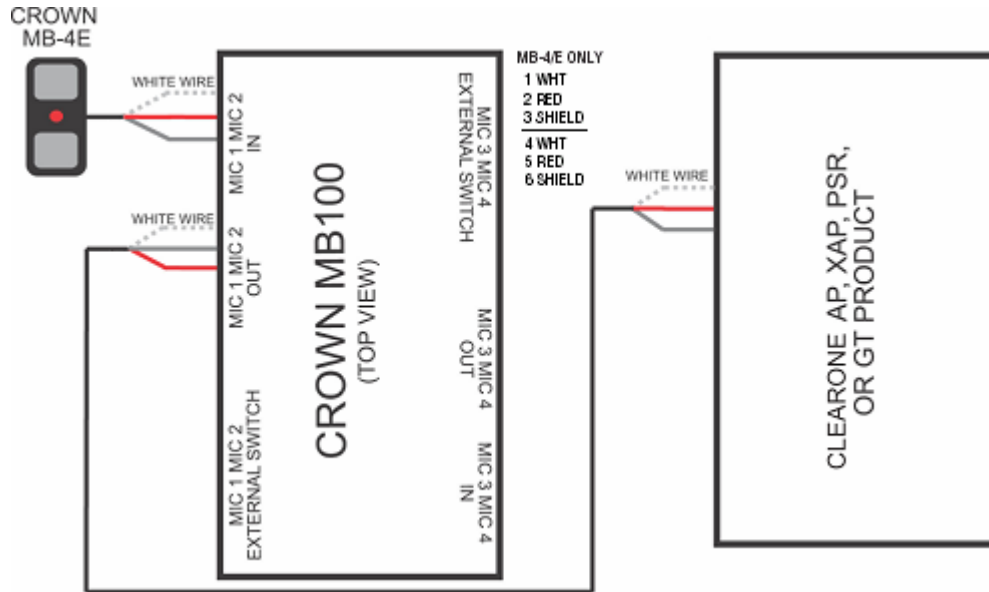 CROWN
MB-4E
WHITE WIRE
MIC 1 MIC 2
IN
WHITE WIRE
MIC 1 MIC 2
OUT
MIC 1 MIC 2
EXTERNAL SWITCH
CROWN MB100
(TOP VIEW)
MIC 3 MIC 4
EXTERNAL SWITCH
MIC 3 MIC 4
OUT
MIC 3 MIC 4
IN
MB-4/E ONLY
1 WHT
2 RED
3 SHIELD
4 WHT
5 RED
6 SHIELD
WHITE WIRE
CLEARONE AP, XAP, PSR,
OR GT PRODUCT